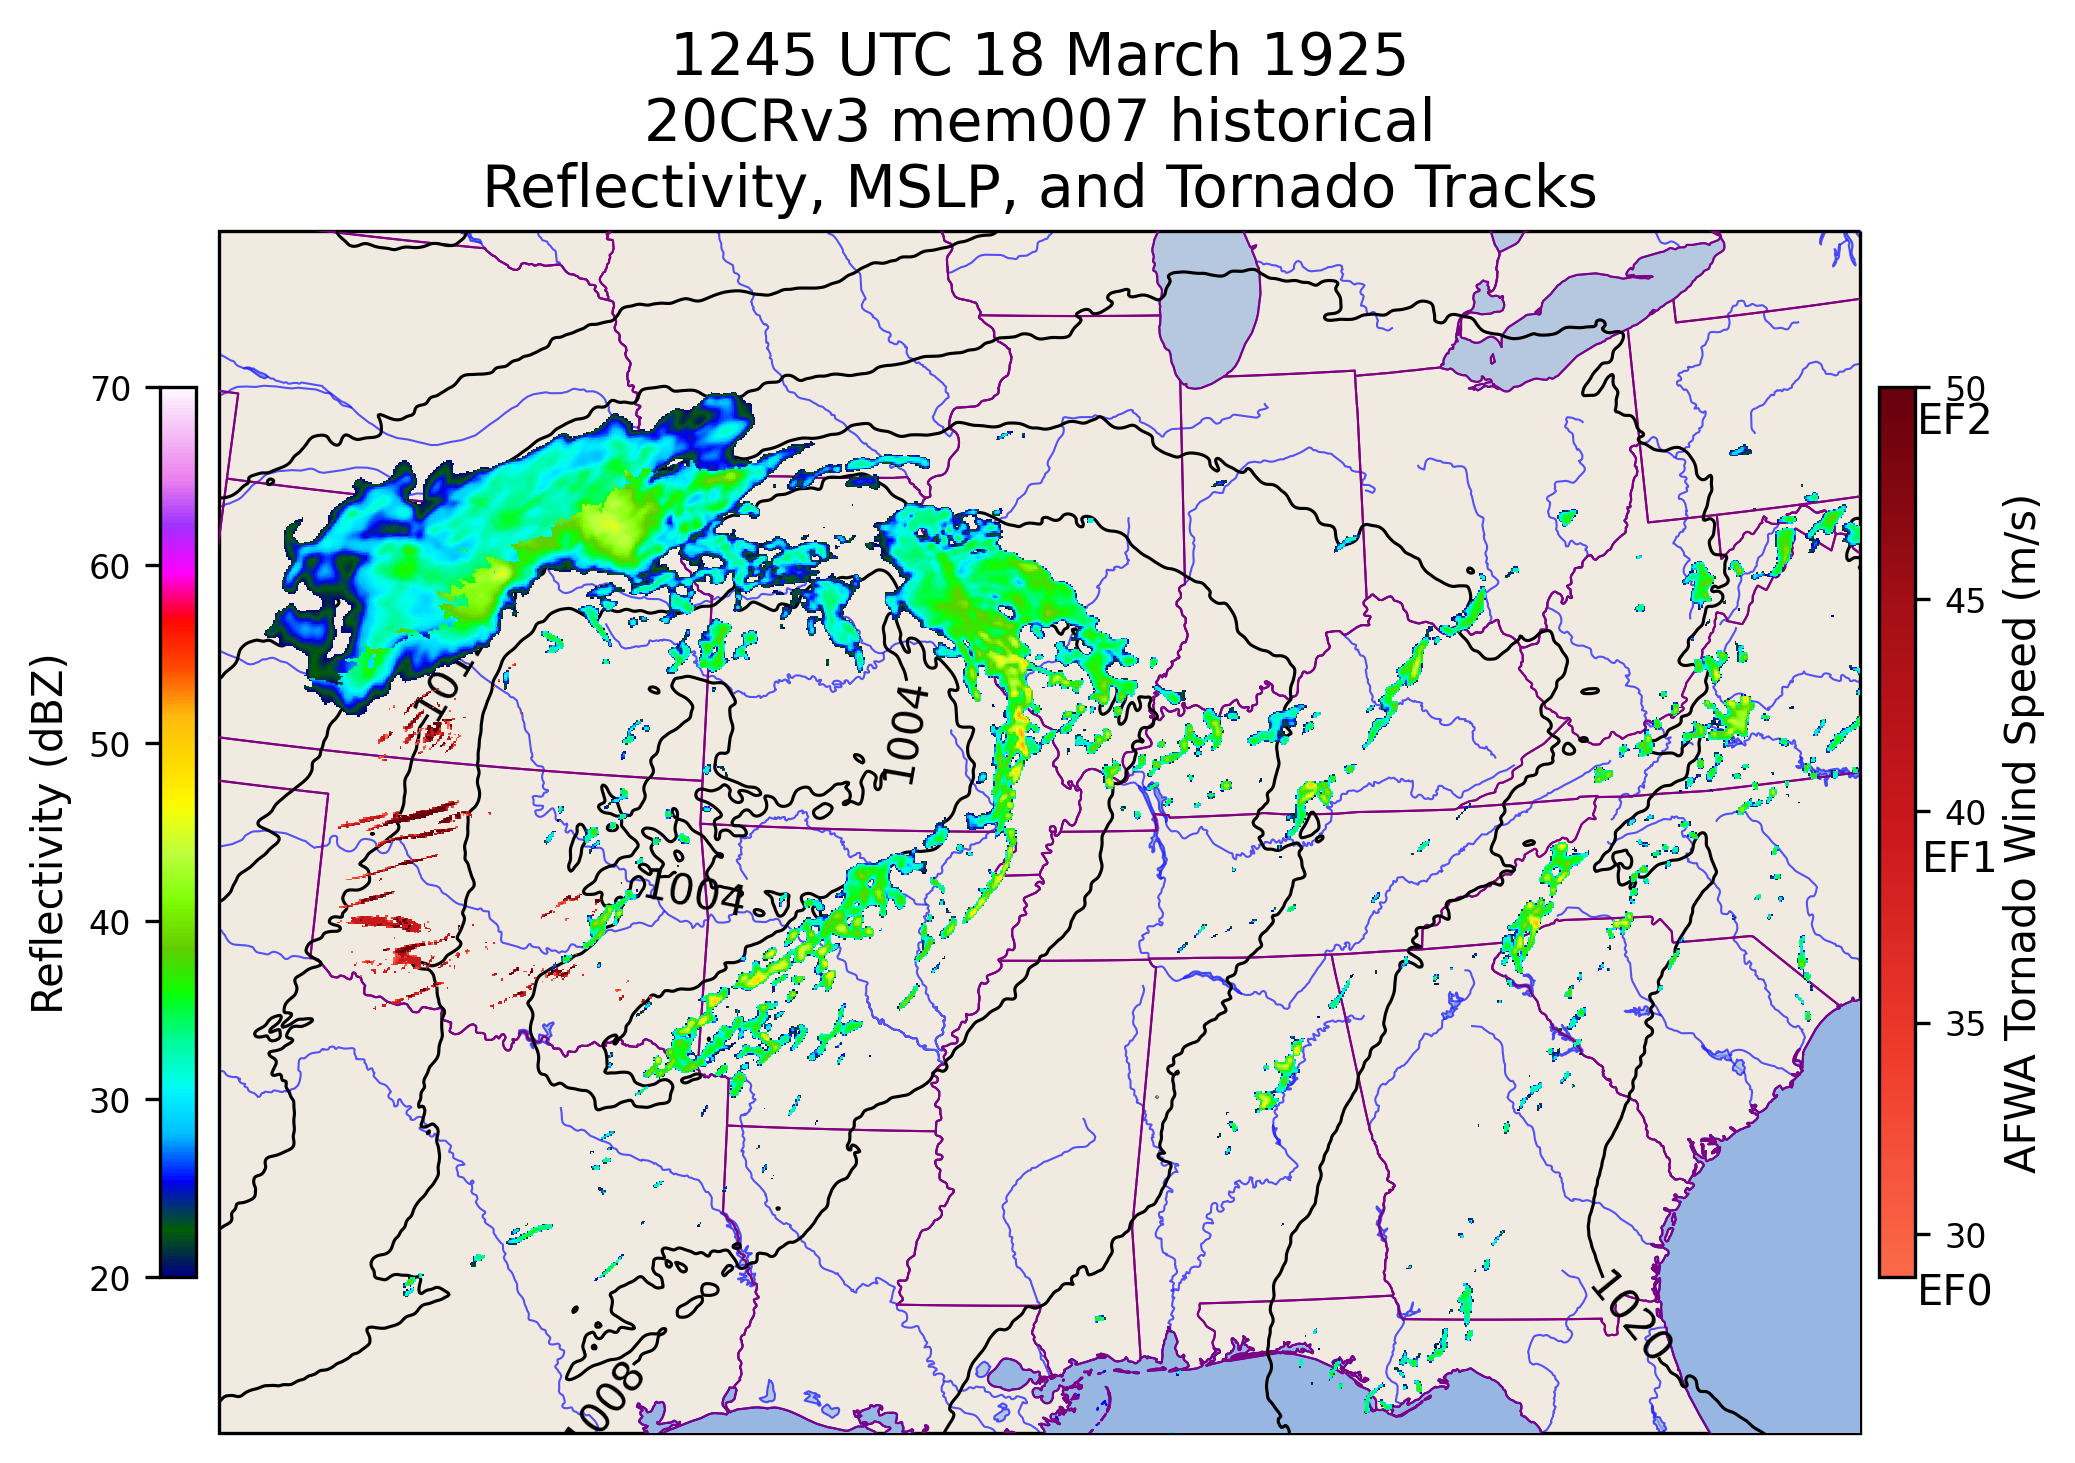 1245 UTC 18 March 1925
20CRv3 mem007 historical
Reflectivity, MSLP, and Tornado Tracks
70
60
50
40
30
20
Reflectivity (dBZ)
1004
1004
1008
1020
50
EF2
45
40
EF1
35
30
EF0
AFWA Tornado Wind Speed (m/s)